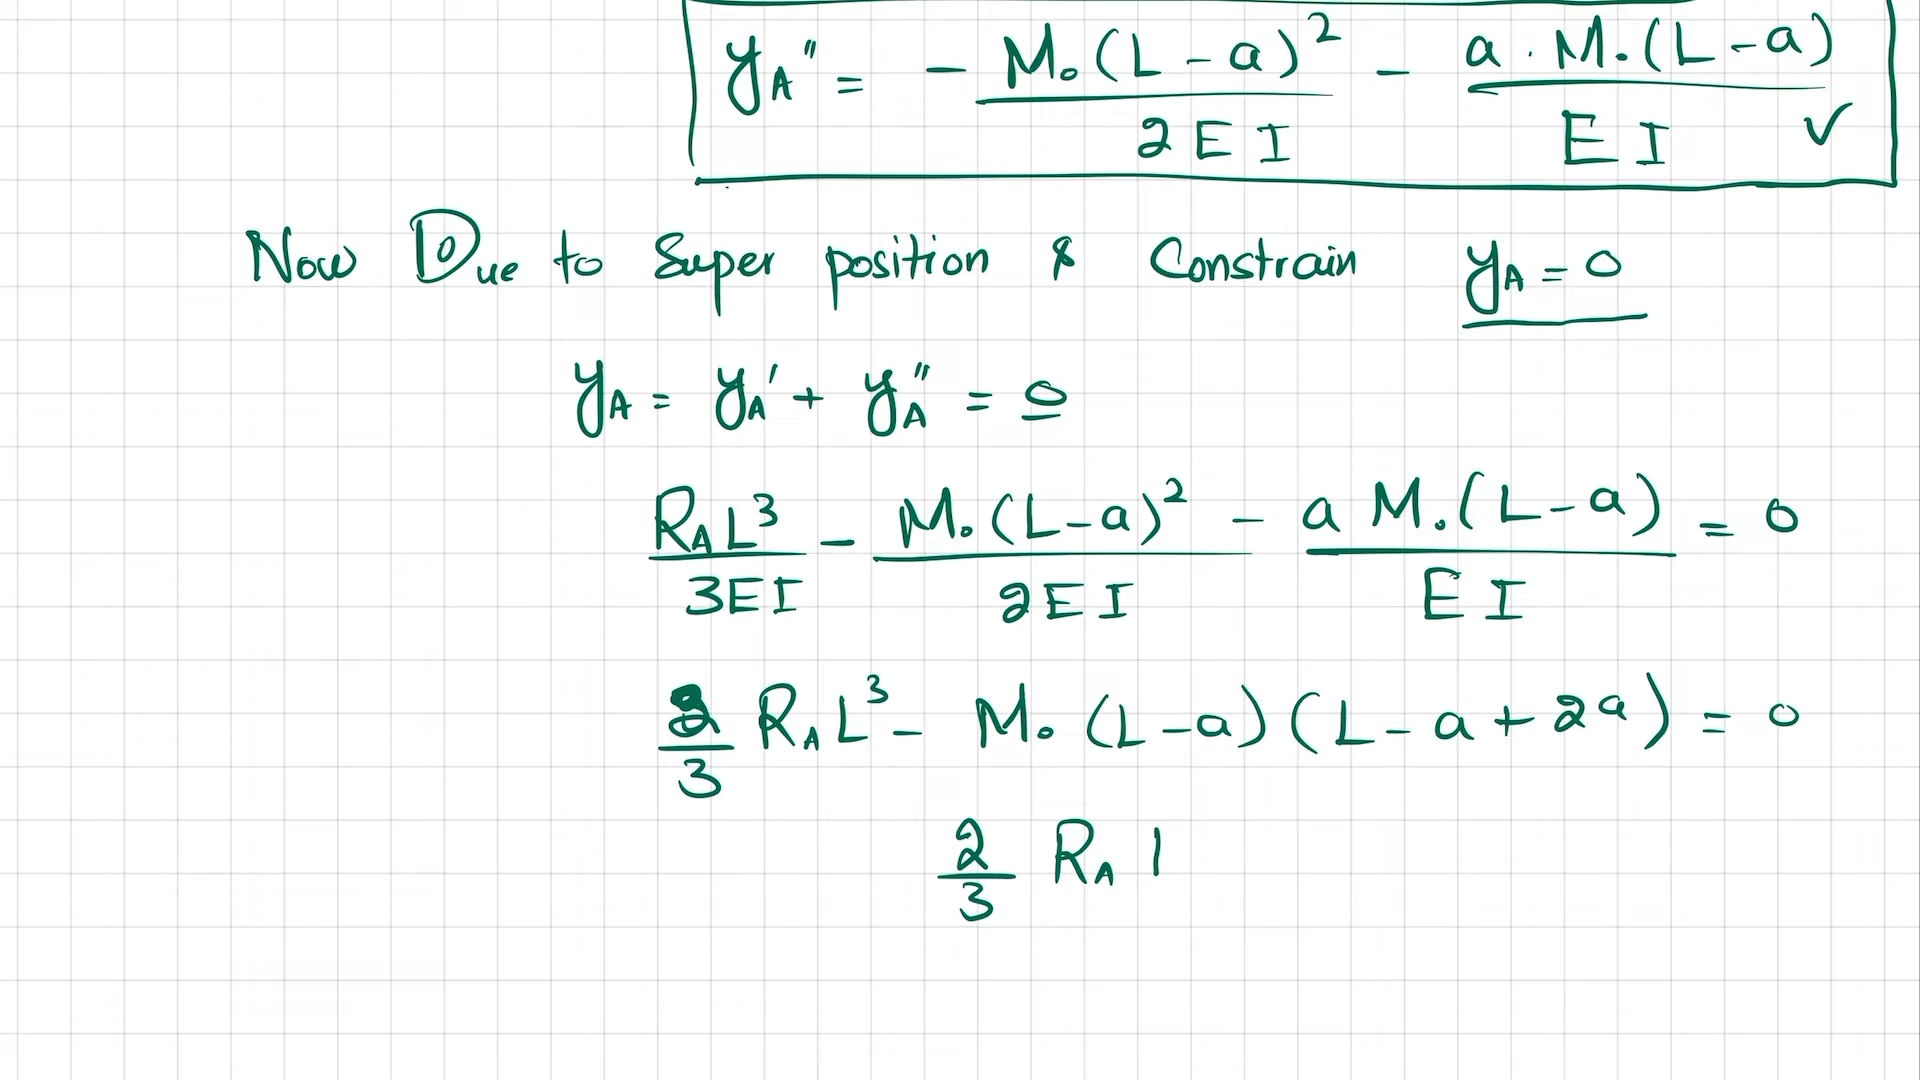 y_A'' = - M₀(L-a)²/2EI - a·M₀(L-a)/EI ✓
Now Due to Super position & Constrain y_A = 0
y_A = y_A' + y_A'' = 0
R_A L³/3EI - M₀(L-a)²/2EI - a M₀(L-a)/EI = 0
2/3 R_A L³ - M₀(L-a)(L-a+2a) = 0
2/3 R_A l